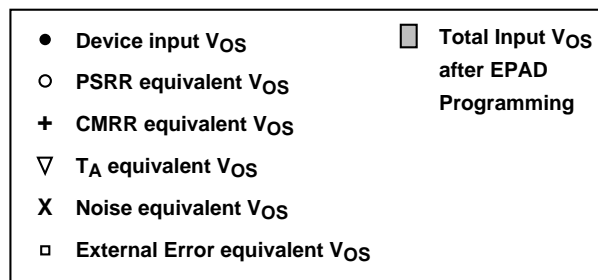 ● Device input VOS
○ PSRR equivalent VOS
+ CMRR equivalent VOS
▽ TA equivalent VOS
X Noise equivalent VOS
□ External Error equivalent VOS
Total Input VOS
after EPAD
Programming